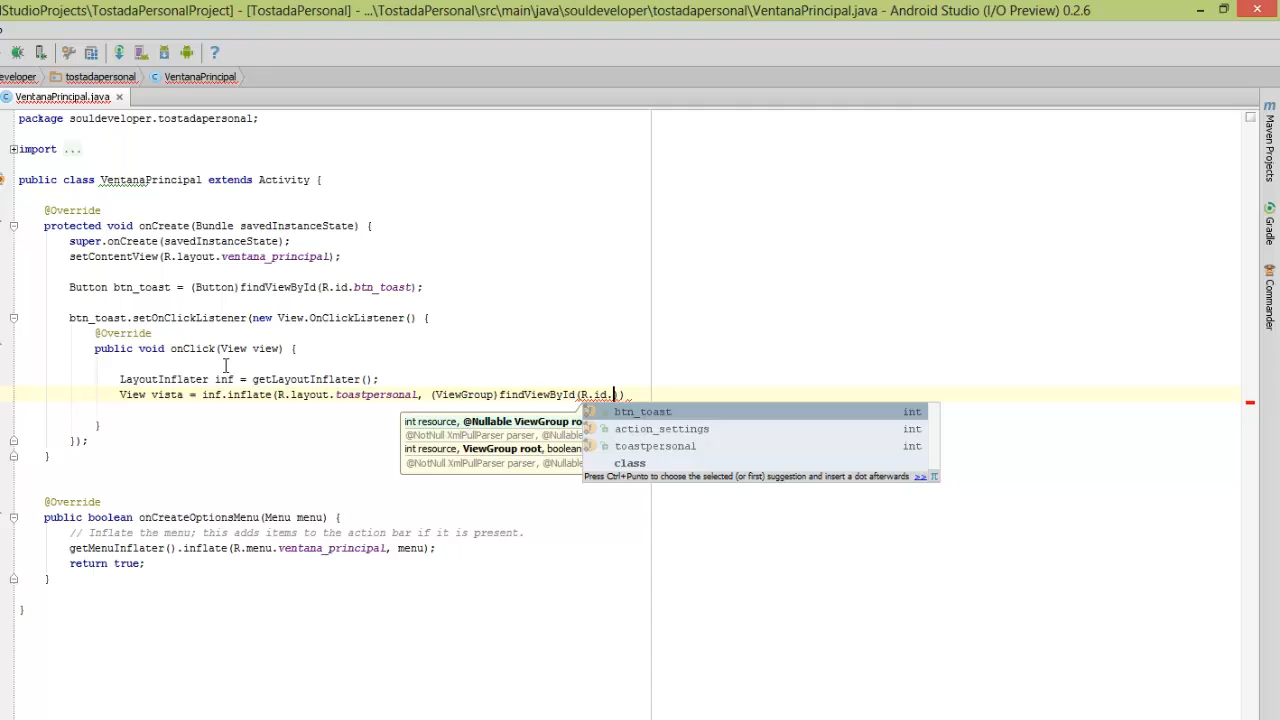 lStudioProjects\TostadaPersonalProject] - [TostadaPersonal] - ...\TostadaPersonal\src\main\java\souldeveloper\tostadapersonal\VentanaPrincipal.java - Android Studio (I/O Preview) 0.2.6
eveloper tostadapersonal VentanaPrincipal
VentanaPrincipal.java
package souldeveloper.tostadapersonal;
import ...
public class VentanaPrincipal extends Activity {
@Override
protected void onCreate(Bundle savedInstanceState) {
super.onCreate(savedInstanceState);
setContentView(R.layout.ventana_principal);
Button btn_toast = (Button)findViewById(R.id.btn_toast);
btn_toast.setOnClickListener(new View.OnClickListener() {
@Override
public void onClick(View view) {
LayoutInflater inf = getLayoutInflater();
View vista = inf.inflate(R.layout.toastpersonal, (ViewGroup)findViewById(R.id.))
btn_toast int
int resource, @Nullable ViewGroup ro
action_settings int
@NotNull XmlPullParser parser, @Nullable
toastpersonal int
int resource, ViewGroup root, boolean
class
@NotNull XmlPullParser parser, @Nullable
Press Ctrl+Punto to choose the selected (or first) suggestion and insert a dot afterwards >> π
}
});
}
@Override
public boolean onCreateOptionsMenu(Menu menu) {
// Inflate the menu; this adds items to the action bar if it is present.
getMenuInflater().inflate(R.menu.ventana_principal, menu);
return true;
}
}
Maven Projects
Gradle
Commander